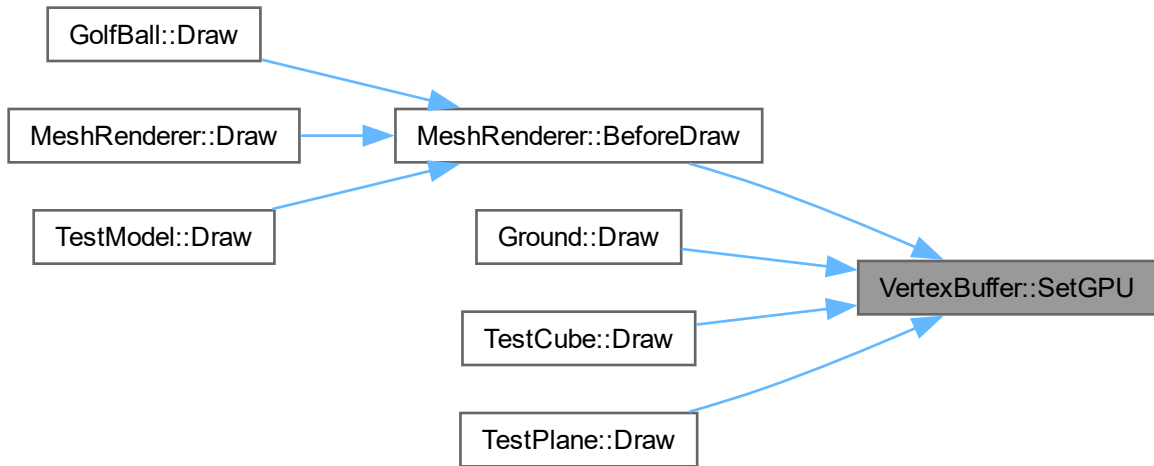 GolfBall::Draw
MeshRenderer::Draw
MeshRenderer::BeforeDraw
TestModel::Draw
Ground::Draw
VertexBuffer::SetGPU
TestCube::Draw
TestPlane::Draw